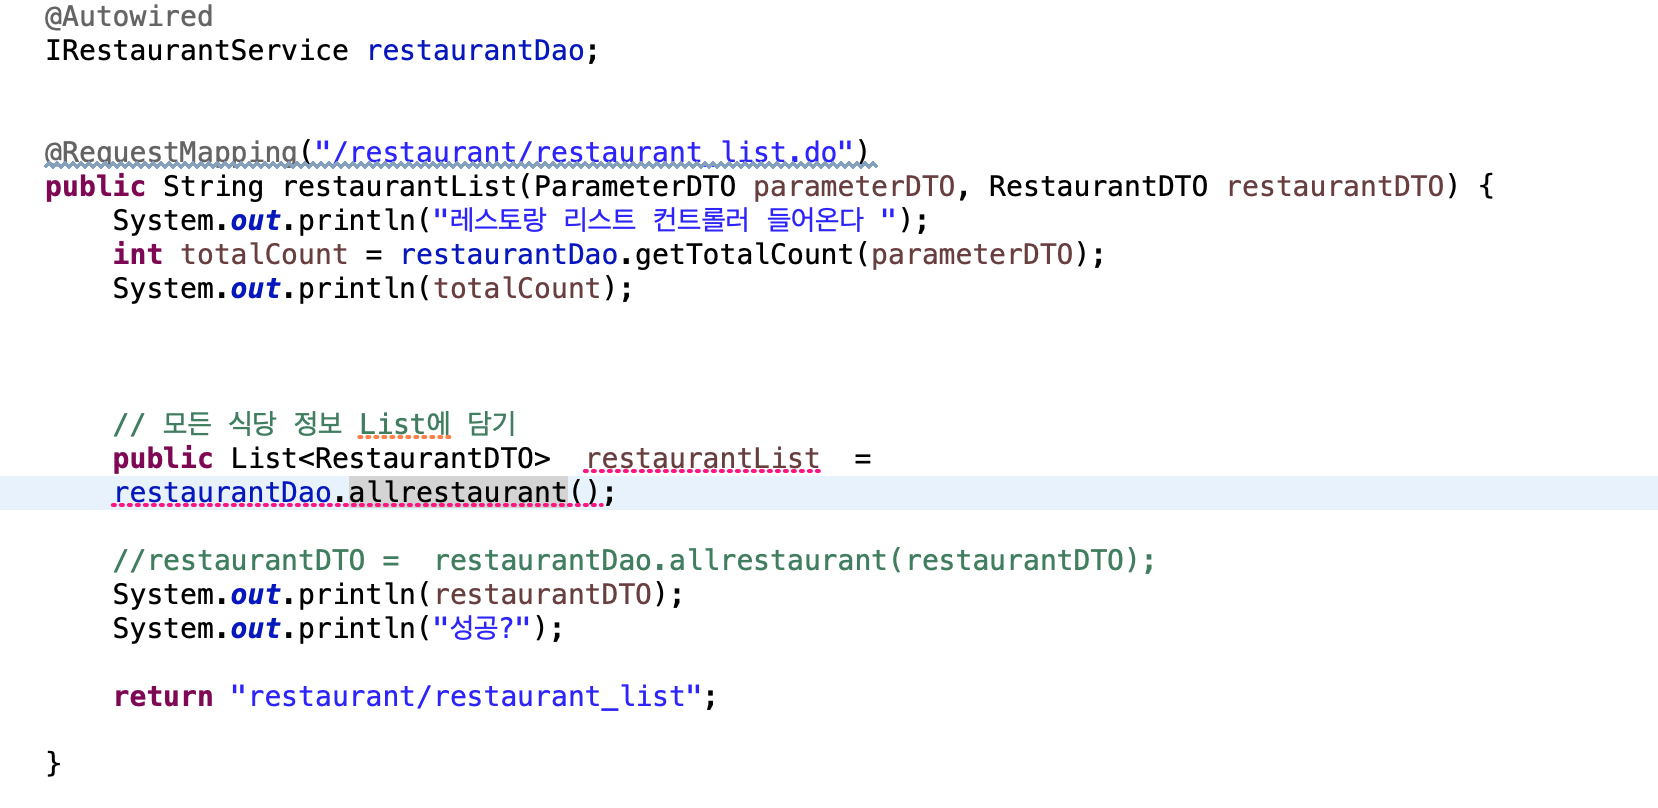 @Autowired
IRestaurantService restaurantDao;
@RequestMapping("/restaurant/restaurant_list.do")
public String restaurantList(ParameterDTO parameterDTO, RestaurantDTO restaurantDTO) {
System.out.println("레스토랑 리스트 컨트롤러 들어온다 ");
int totalCount = restaurantDao.getTotalCount(parameterDTO);
System.out.println(totalCount);
// 모든 식당 정보 List에 담기
public List<RestaurantDTO>  restaurantList  =
restaurantDao.allrestaurant();
//restaurantDTO =  restaurantDao.allrestaurant(restaurantDTO);
System.out.println(restaurantDTO);
System.out.println("성공?");
return "restaurant/restaurant_list";
}